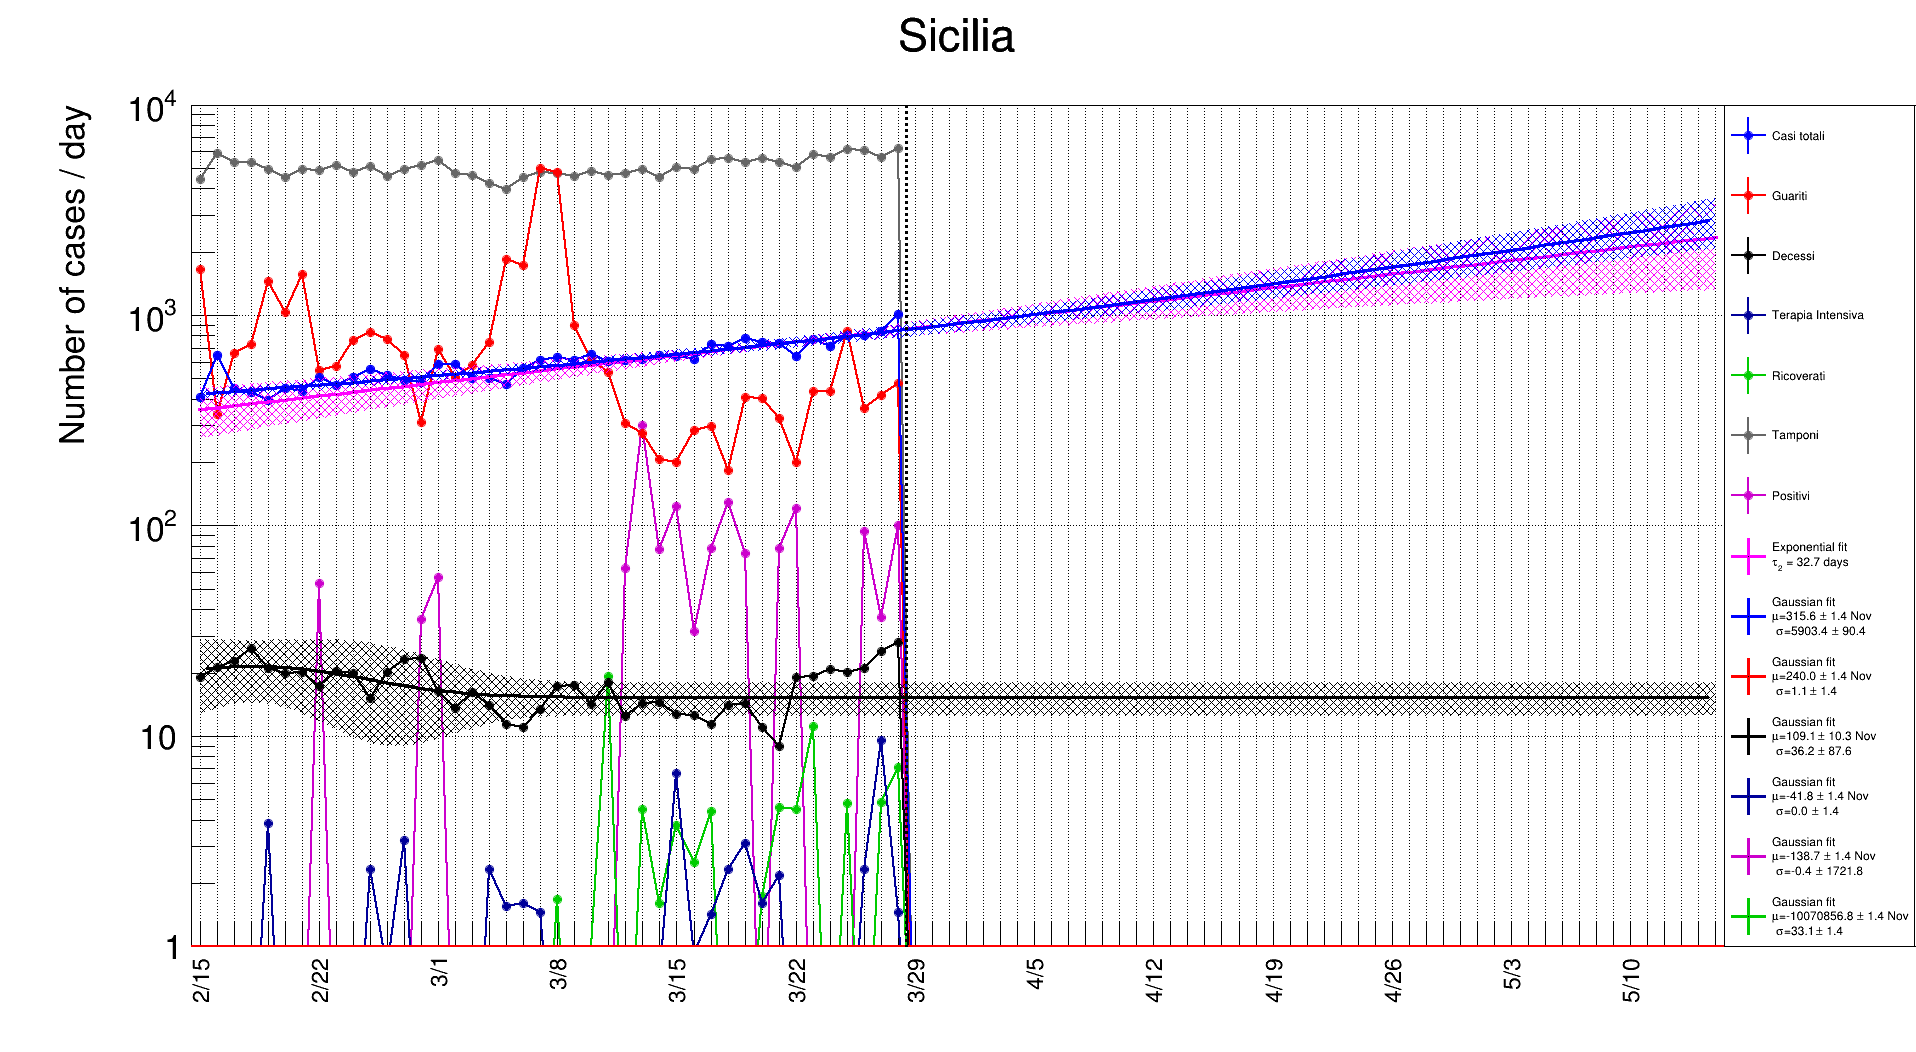 Sicilia
Number of cases / day
10⁴
10³
10²
10
1
2/15
2/22
3/1
3/8
3/15
3/22
3/29
4/5
4/12
4/19
4/26
5/3
5/10
Casi totali
Guariti
Decessi
Terapia Intensiva
Ricoverati
Tamponi
Positivi
Exponential fit
τ₂ = 32.7 days
Gaussian fit
μ=315.6 ± 1.4 Nov
σ=5903.4 ± 90.4
Gaussian fit
μ=240.0 ± 1.4 Nov
σ=1.1 ± 1.4
Gaussian fit
μ=109.1 ± 10.3 Nov
σ=36.2 ± 87.6
Gaussian fit
μ=-41.8 ± 1.4 Nov
σ=0.0 ± 1.4
Gaussian fit
μ=-138.7 ± 1.4 Nov
σ=-0.4 ± 1721.8
Gaussian fit
μ=-10070856.8 ± 1.4 Nov
σ=33.1 ± 1.4